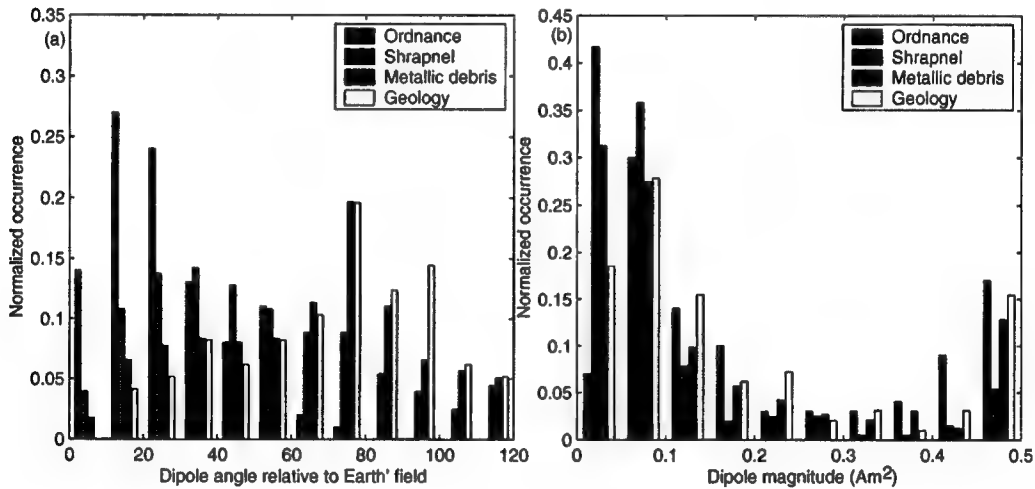 0.35
(a)
Ordnance
Shrapnel
Metallic debris
Geology
0.3
0.25
0.2
0.15
0.1
0.05
0
Normalized occurrence
0 20 40 60 80 100 120
Dipole angle relative to Earth' field
0.45
(b)
Ordnance
Shrapnel
Metallic debris
Geology
0.4
0.35
0.3
0.25
0.2
0.15
0.1
0.05
0
Normalized occurrence
0 0.1 0.2 0.3 0.4 0.5
Dipole magnitude (Am²)